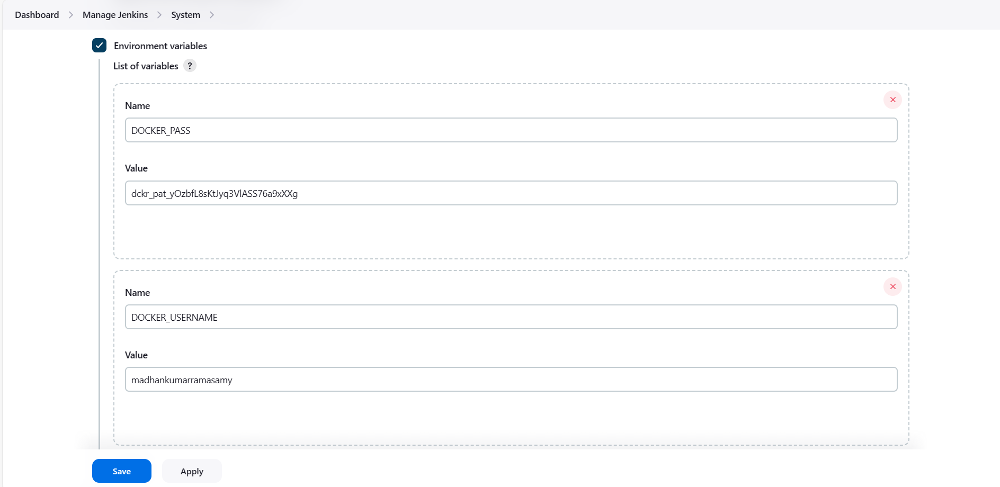 Dashboard > Manage Jenkins > System >
Environment variables
List of variables ?
Name
DOCKER_PASS
Value
dckr_pat_yOzbfL8sKtJyq3VlASS76a9xXXg
Name
DOCKER_USERNAME
Value
madhankumarramasamy
Save Apply